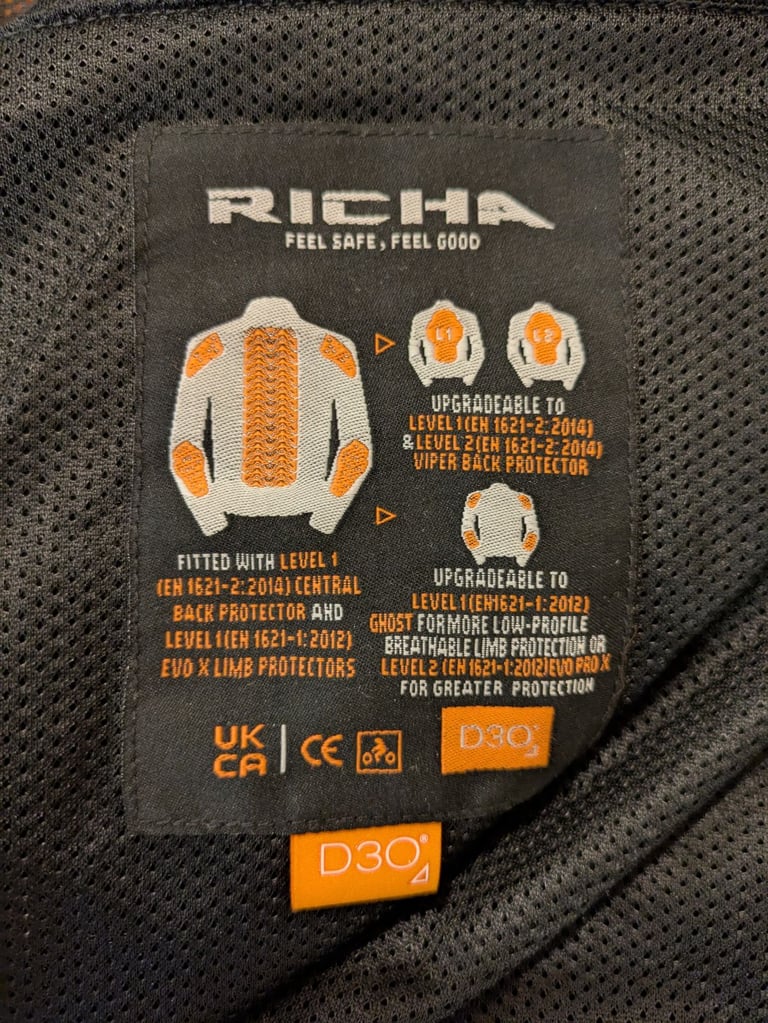 RICHA
FEEL SAFE, FEEL GOOD
L1
L2
UPGRADEABLE TO
LEVEL 1 (EN 1621-2: 2014)
& LEVEL 2 (EN 1621-2: 2014)
VIPER BACK PROTECTOR
FITTED WITH LEVEL 1
(EN 1621-2: 2014) CENTRAL
BACK PROTECTOR AND
LEVEL 1 (EN 1621-1: 2012)
EVO X LIMB PROTECTORS
UPGRADEABLE TO
LEVEL 1 (EN1621-1: 2012)
GHOST FOR MORE LOW-PROFILE
BREATHABLE LIMB PROTECTION OR
LEVEL 2 (EN 1621-1: 2012) EVO PRO X
FOR GREATER PROTECTION
UK
CA
CE
D3O
D3O®